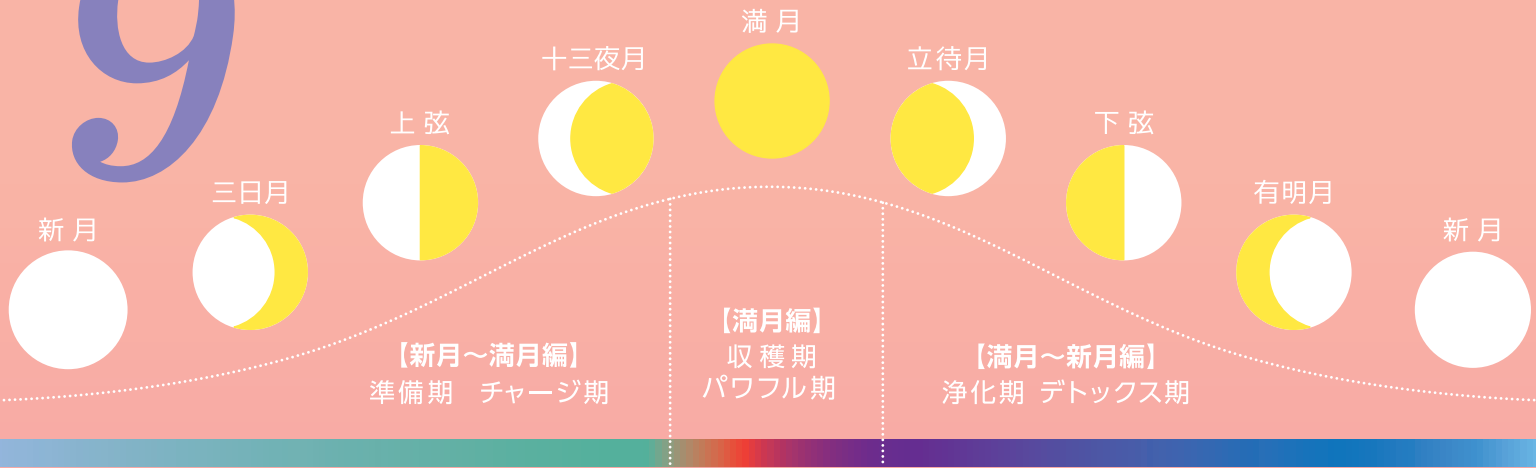 9
満月
十三夜月
立待月
上弦
下弦
三日月
有明月
新月
新月
【満月編】
収穫期
パワフル期
【新月〜満月編】
準備期　チャージ期
【満月〜新月編】
浄化期 デトックス期